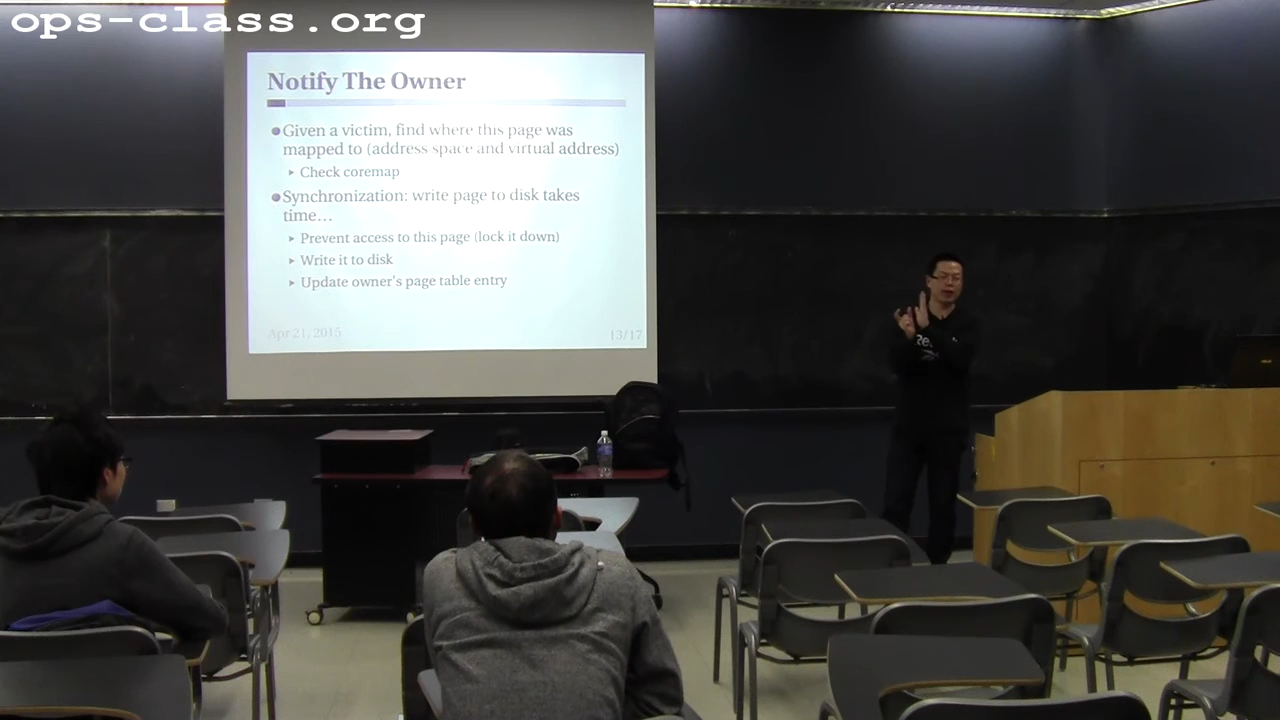 ops-class.org
Notify The Owner
Given a victim, find where this page was
mapped to (address space and virtual address)
Check coremap
Synchronization: write page to disk takes
time…
Prevent access to this page (lock it down)
Write it to disk
Update owner's page table entry
Apr 21, 2015
13/17